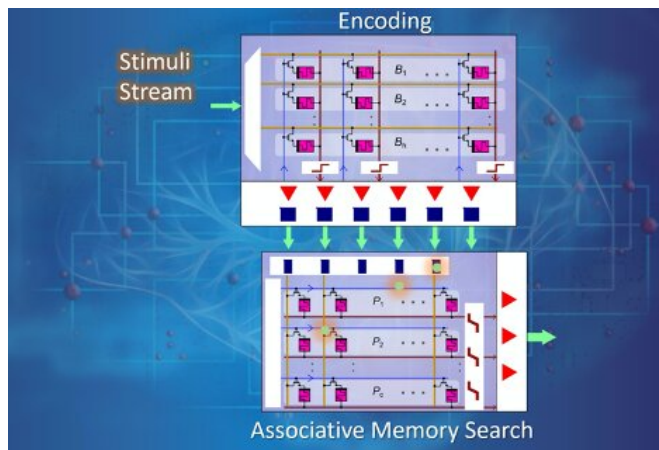 Encoding
Stimuli
Stream
B1 . . .
B2 . . .
Bh . . .
P1 . . .
P2 . . .
Pc . . .
Associative Memory Search